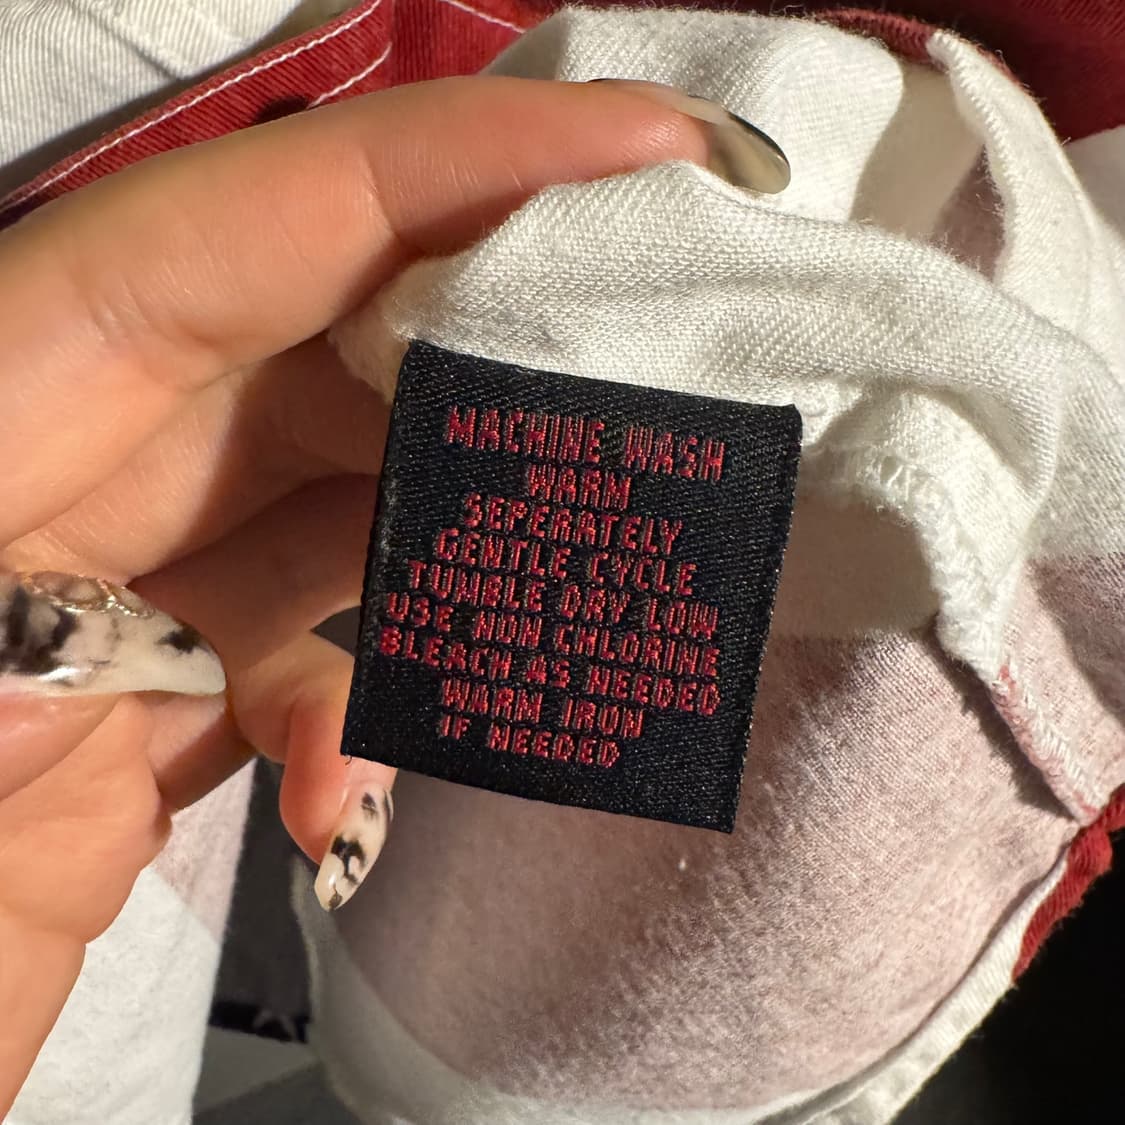 MACHINE WASH
WARM
SEPERATELY
GENTLE CYCLE
TUMBLE DRY LOW
USE NON CHLORINE
BLEACH AS NEEDED
WARM IRON
IF NEEDED